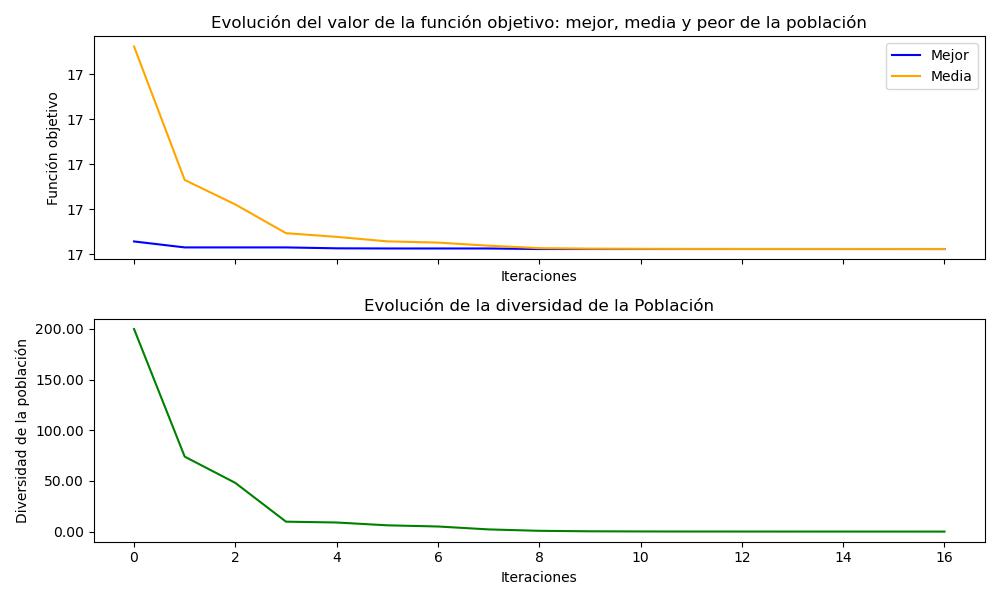 Evolución del valor de la función objetivo: mejor, media y peor de la población
Mejor
Media
17
17
17
17
17
Función objetivo
Iteraciones
Evolución de la diversidad de la Población
200.00
150.00
100.00
50.00
0.00
Diversidad de la población
0 2 4 6 8 10 12 14 16
Iteraciones